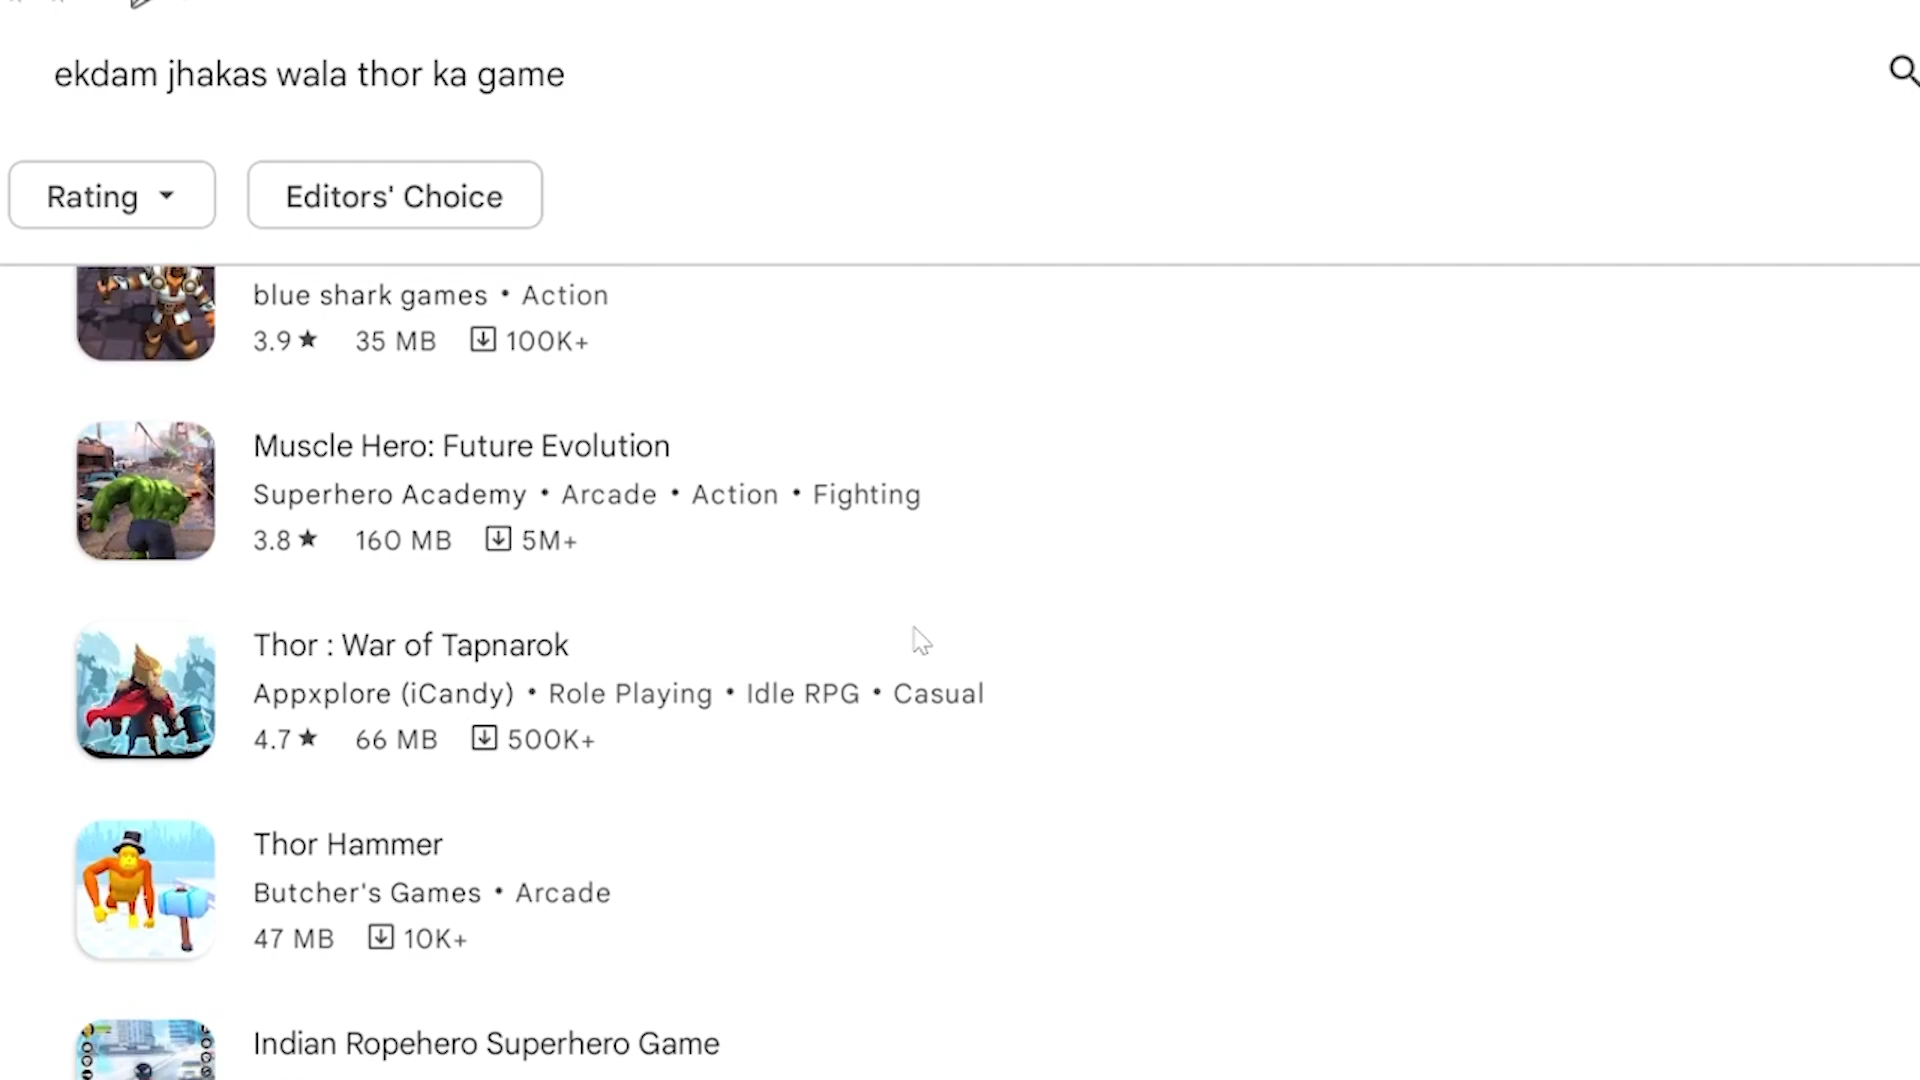 ekdam jhakas wala thor ka game
Rating
Editors' Choice
blue shark games • Action
3.9★ 35 MB 100K+
Muscle Hero: Future Evolution
Superhero Academy • Arcade • Action • Fighting
3.8★ 160 MB 5M+
Thor : War of Tapnarok
Appxplore (iCandy) • Role Playing • Idle RPG • Casual
4.7★ 66 MB 500K+
Thor Hammer
Butcher's Games • Arcade
47 MB 10K+
Indian Ropehero Superhero Game